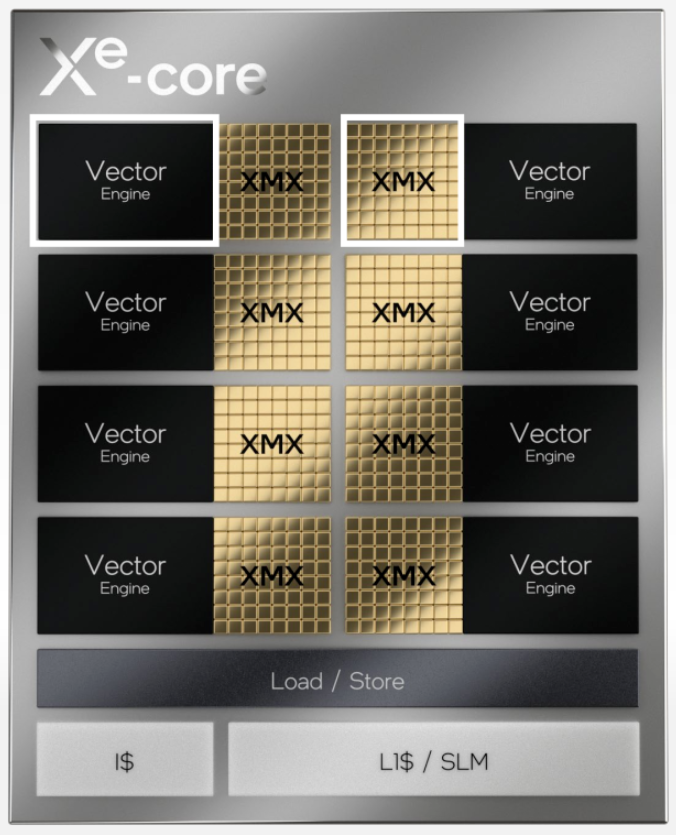 Xe-core
Vector
Engine
XMX
XMX
Vector
Engine
Vector
Engine
XMX
XMX
Vector
Engine
Vector
Engine
XMX
XMX
Vector
Engine
Vector
Engine
XMX
XMX
Vector
Engine
Load / Store
I$
L1$ / SLM